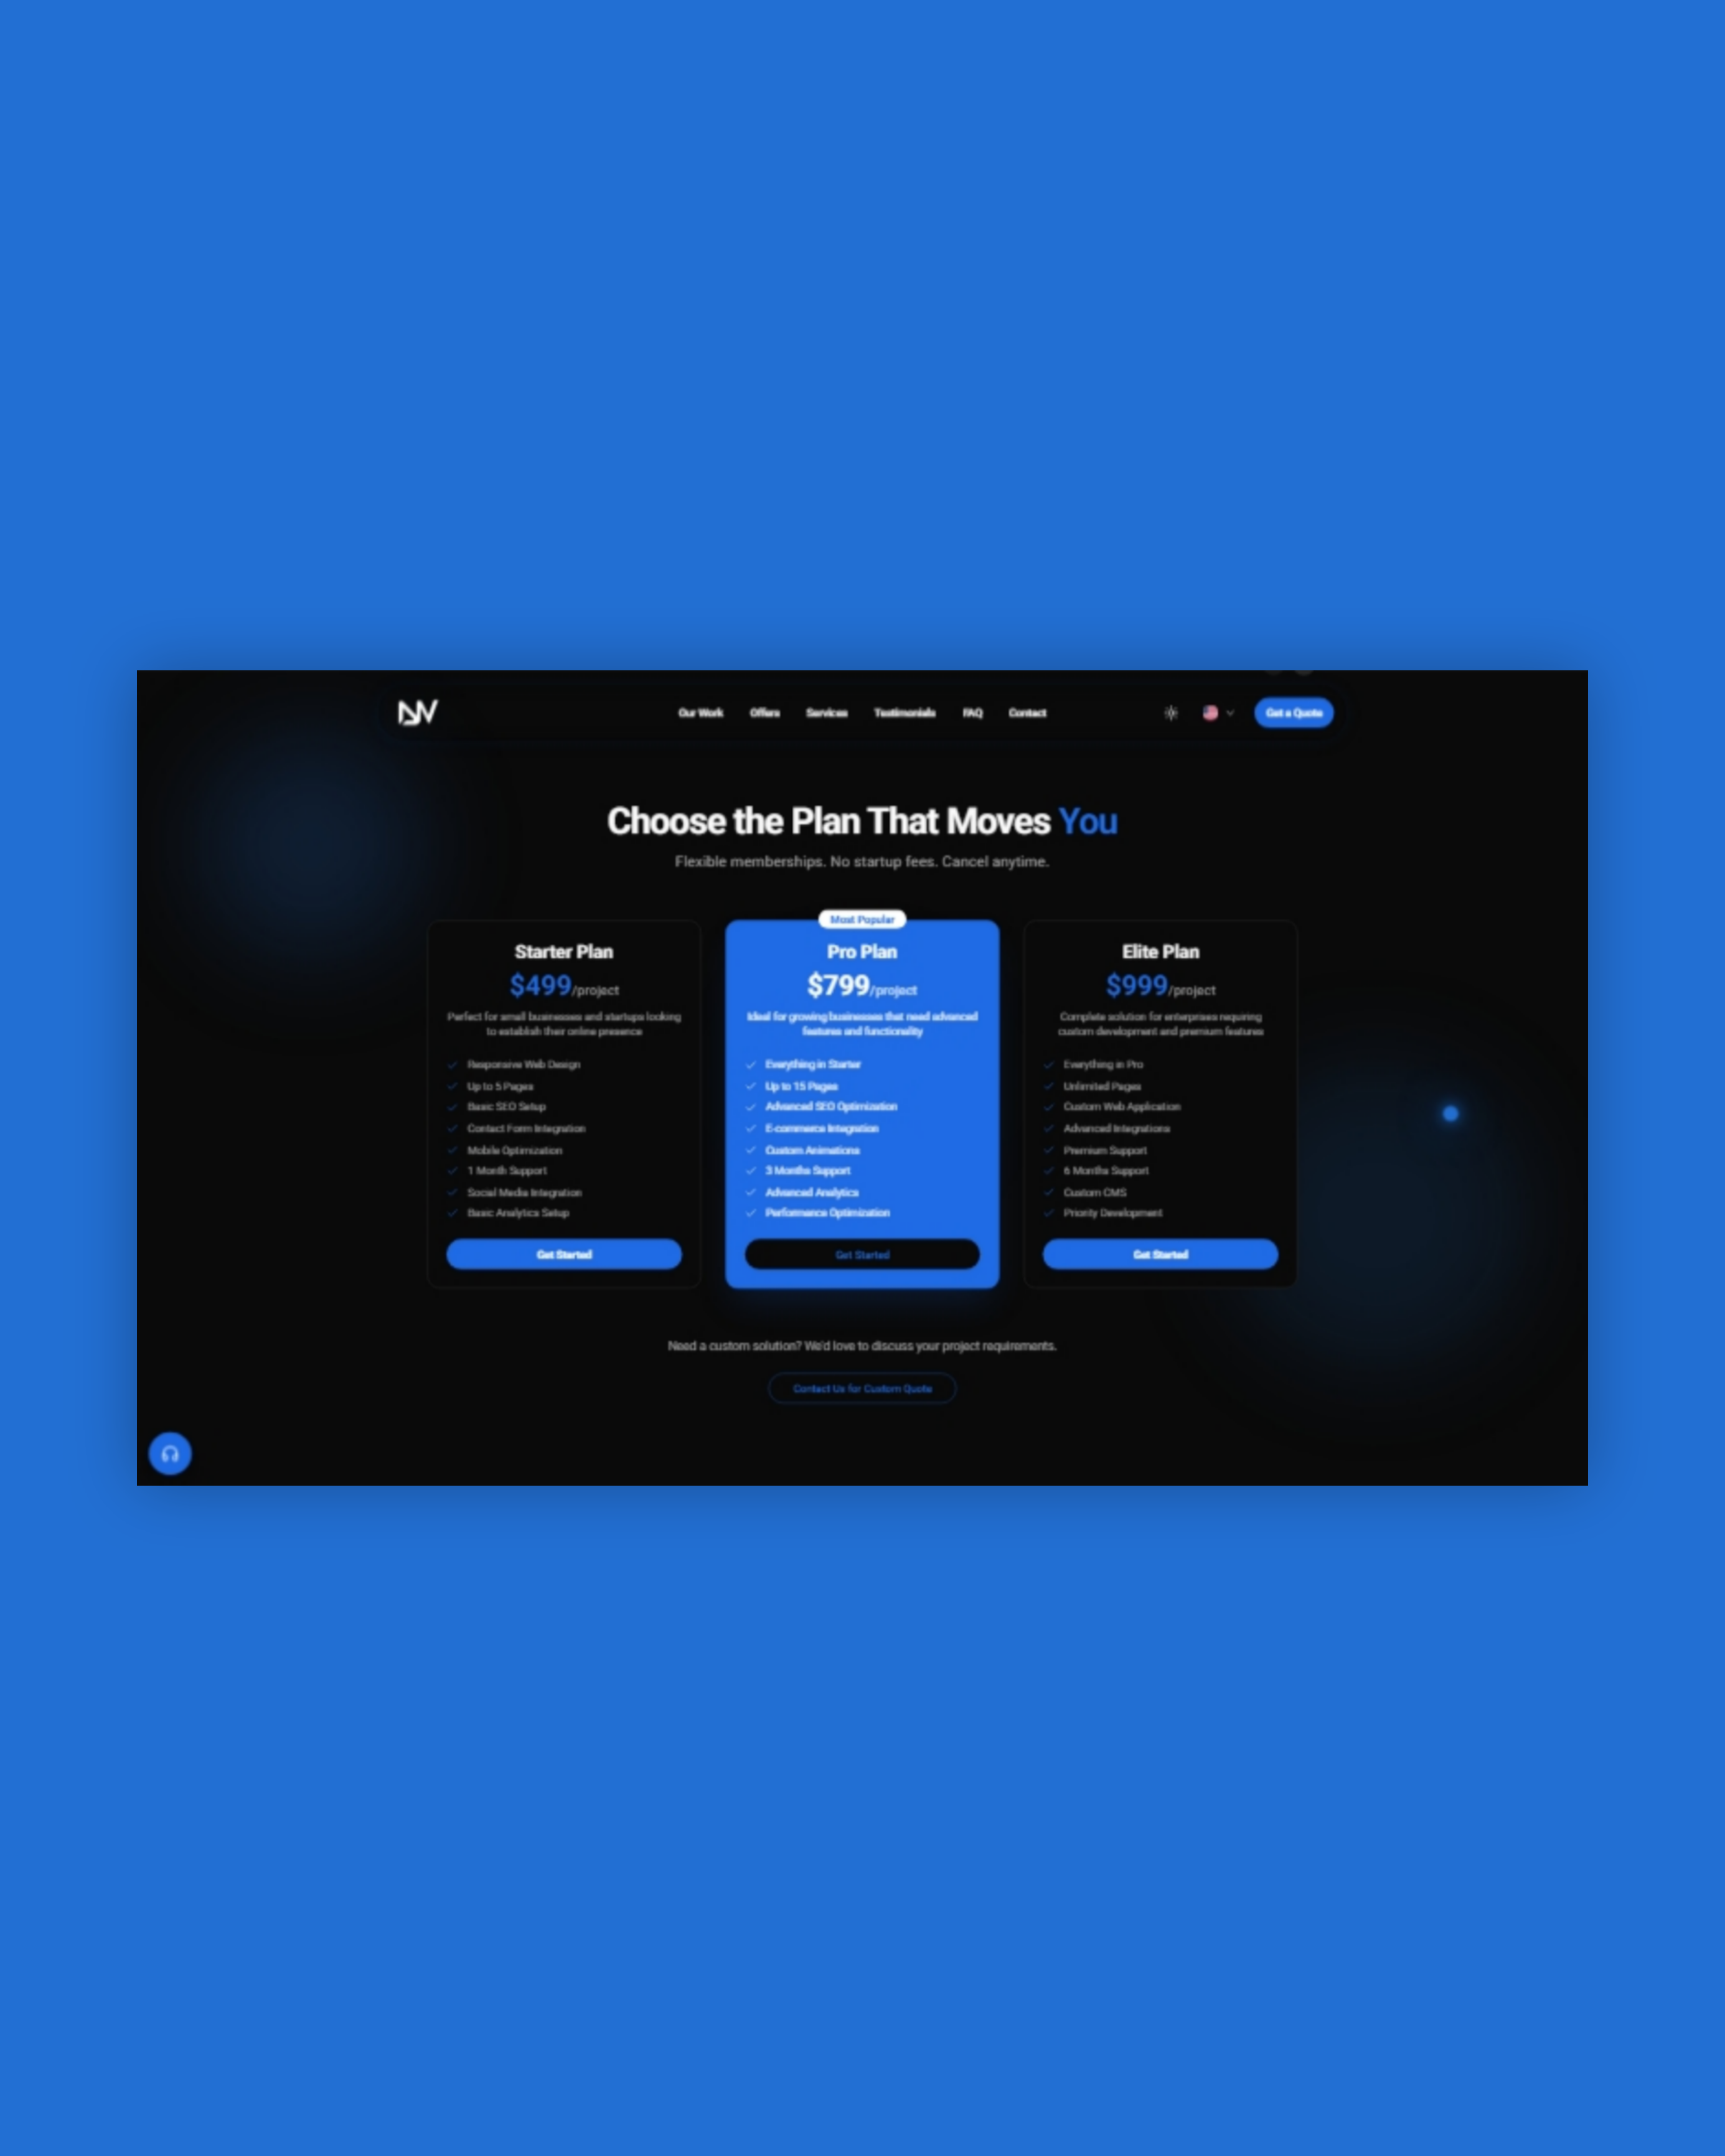 Our Work Offers Services Testimonials FAQ Contact Get a Quote
Choose the Plan That Moves You
Flexible memberships. No startup fees. Cancel anytime.
Starter Plan
$499/project
Perfect for small businesses and startups looking
to establish their online presence
Responsive Web Design
Up to 5 Pages
Basic SEO Setup
Contact Form Integration
Mobile Optimization
1 Month Support
Social Media Integration
Basic Analytics Setup
Get Started
Most Popular
Pro Plan
$799/project
Ideal for growing businesses that need advanced
features and functionality
Everything in Starter
Up to 15 Pages
Advanced SEO Optimization
E-commerce Integration
Custom Animations
3 Months Support
Advanced Analytics
Performance Optimization
Get Started
Elite Plan
$999/project
Complete solution for enterprises requiring
custom development and premium features
Everything in Pro
Unlimited Pages
Custom Web Application
Advanced Integrations
Premium Support
6 Months Support
Custom CMS
Priority Development
Get Started
Need a custom solution? We'd love to discuss your project requirements.
Contact Us for Custom Quote